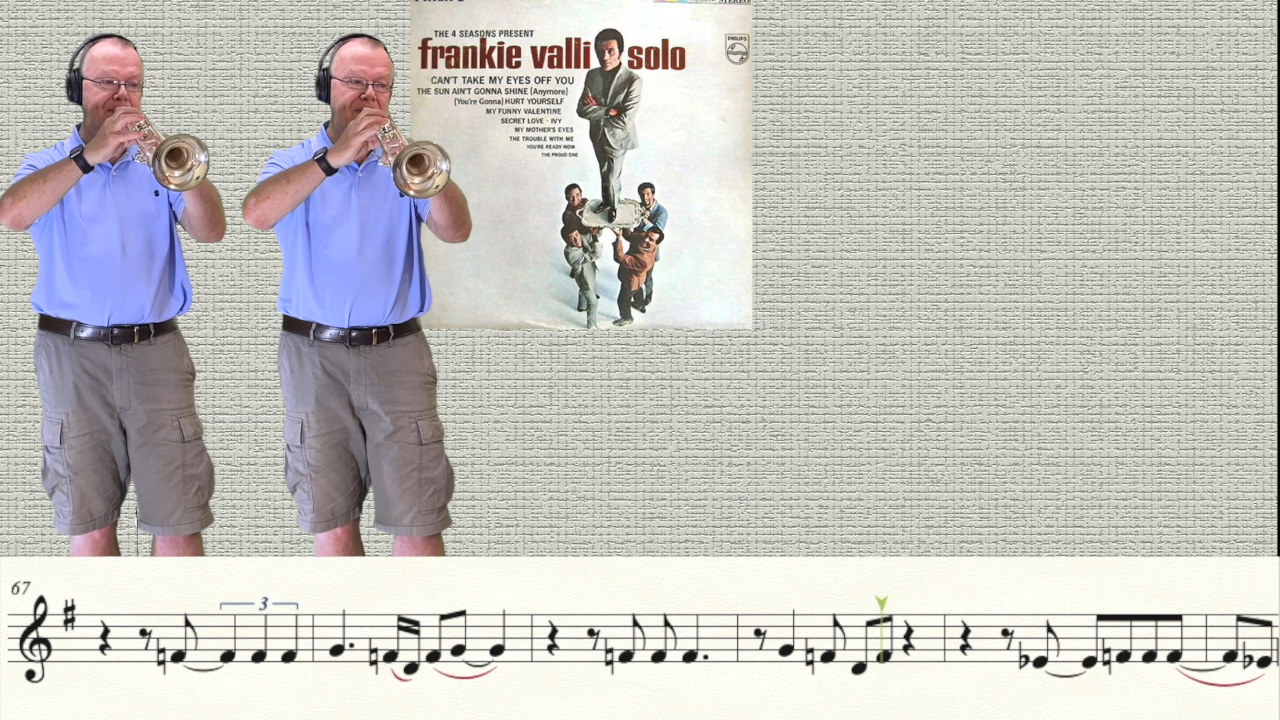 STEREO
THE 4 SEASONS PRESENT
frankie valli solo
PHILIPS
CAN'T TAKE MY EYES OFF YOU
THE SUN AIN'T GONNA SHINE (Anymore)
(You're Gonna) HURT YOURSELF
MY FUNNY VALENTINE
SECRET LOVE · IVY
MY MOTHER'S EYES
THE TROUBLE WITH ME
YOU'RE READY NOW
THE PROUD ONE
67
3